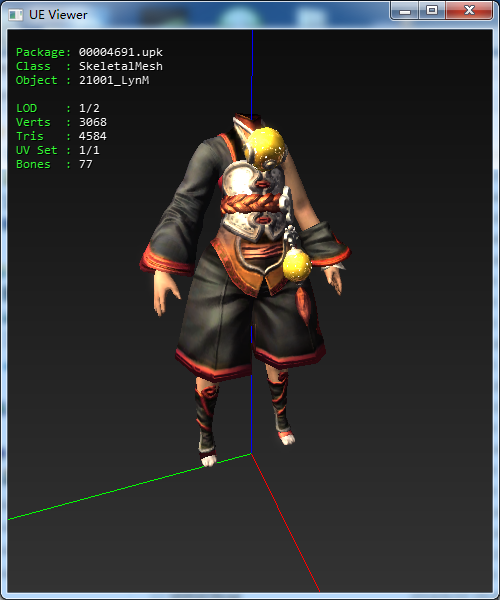 UE Viewer
Package: 00004691.upk
Class : SkeletalMesh
Object : 21001_LynM
LOD : 1/2
Verts : 3068
Tris : 4584
UV Set : 1/1
Bones : 77